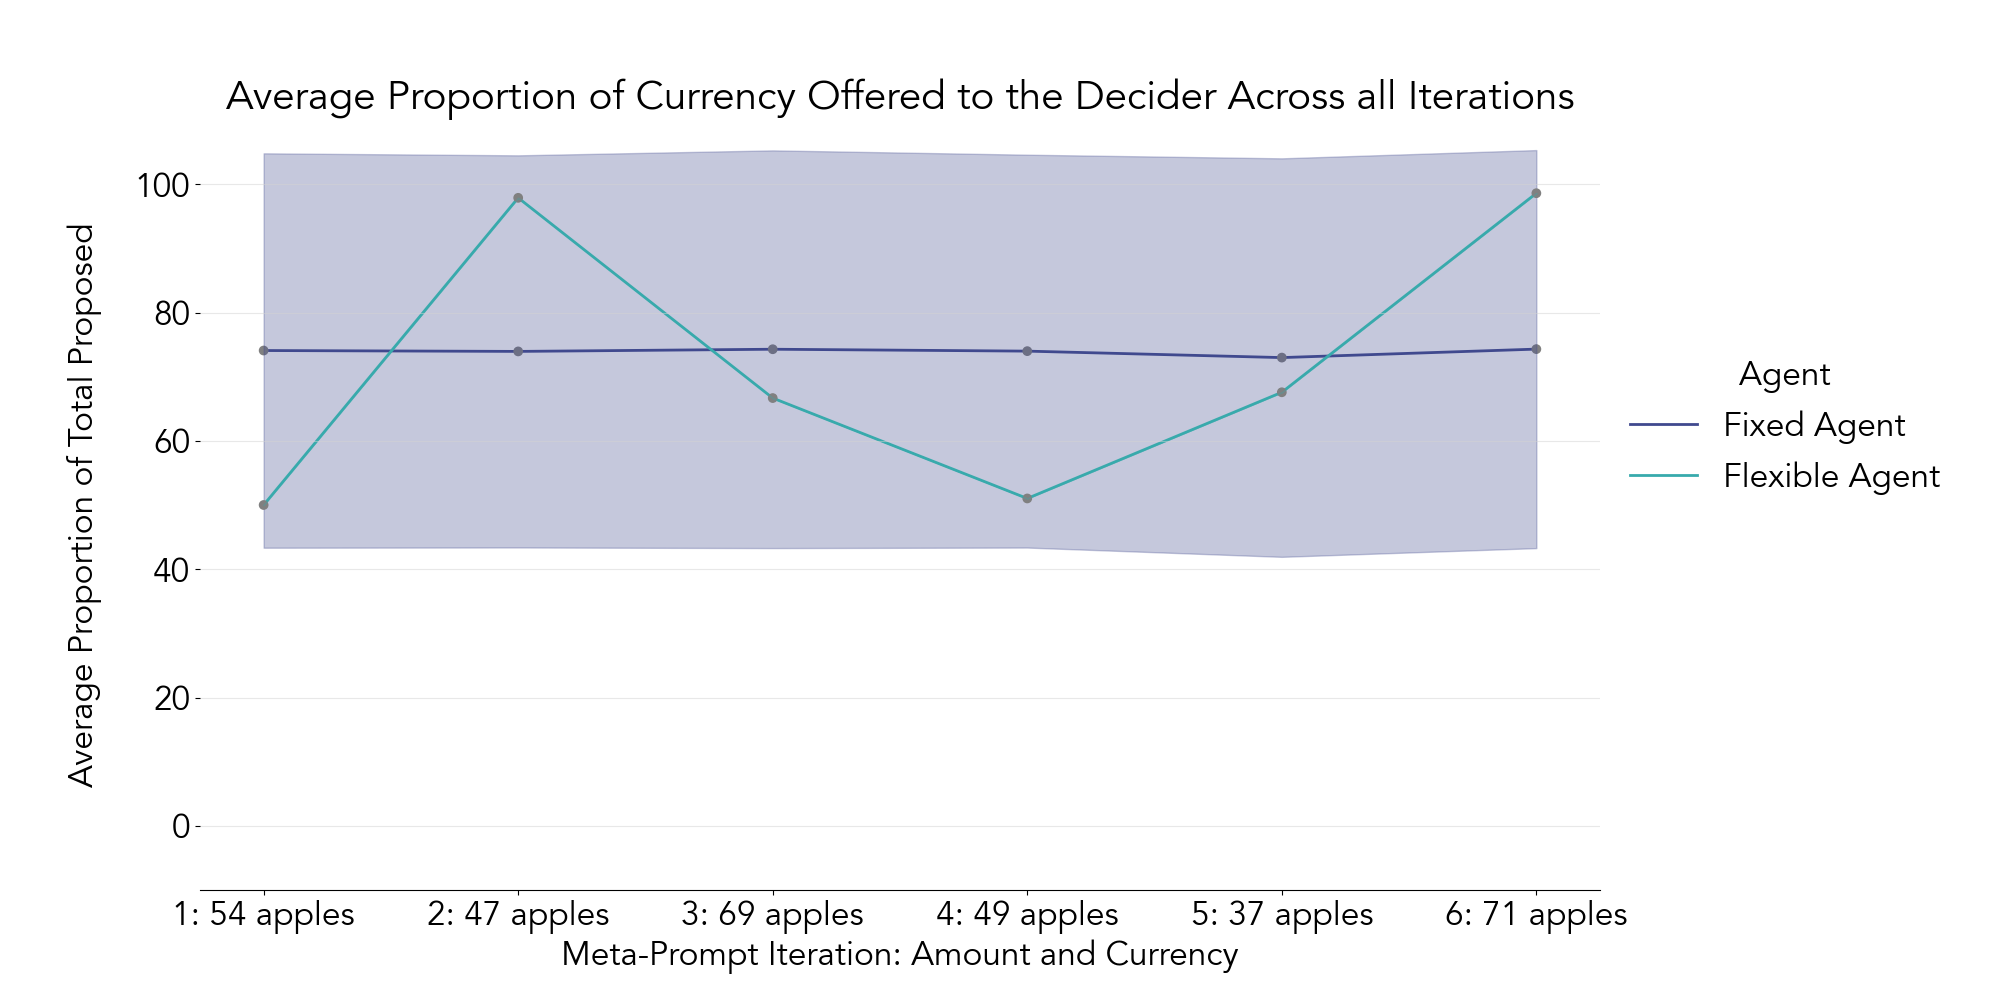 Average Proportion of Currency Offered to the Decider Across all Iterations
Average Proportion of Total Proposed
100
80
60
40
20
0
1: 54 apples
2: 47 apples
3: 69 apples
4: 49 apples
5: 37 apples
6: 71 apples
Meta-Prompt Iteration: Amount and Currency
Agent
Fixed Agent
Flexible Agent